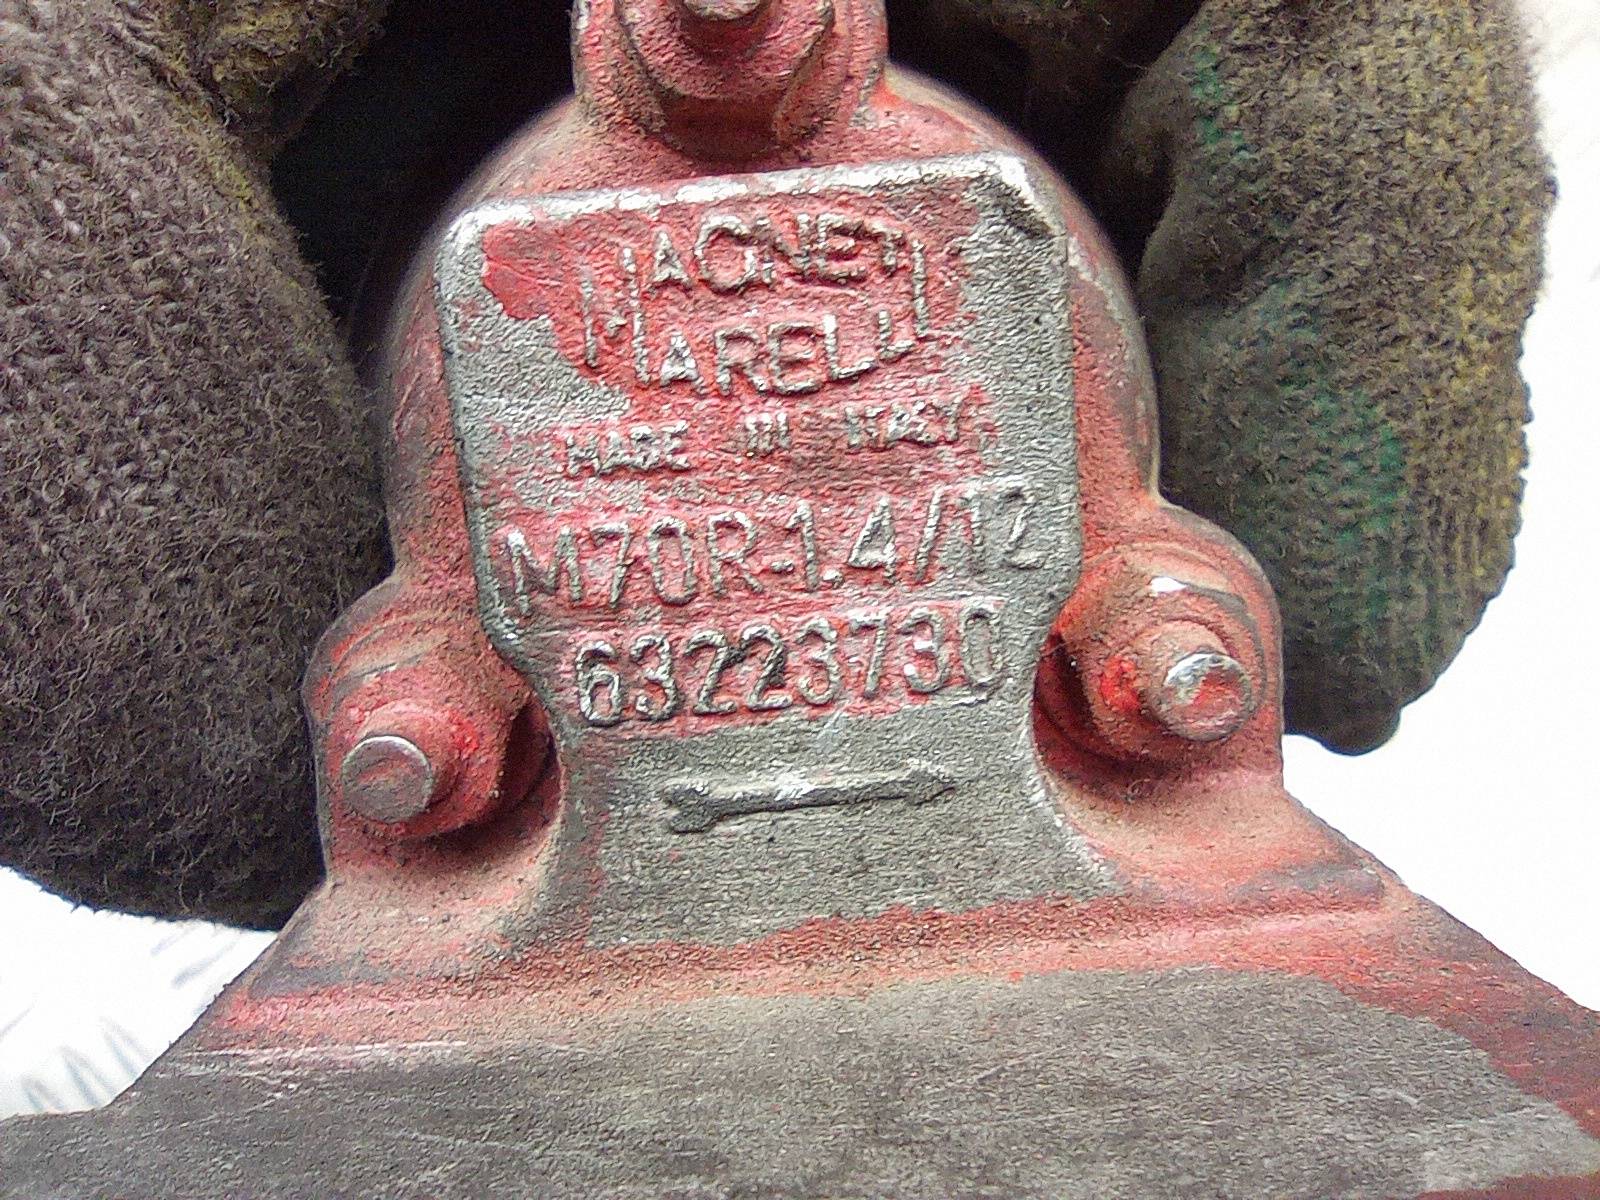 MAGNETI
MARELLI
MADE IN ITALY
M70R-1.4/12
63223730